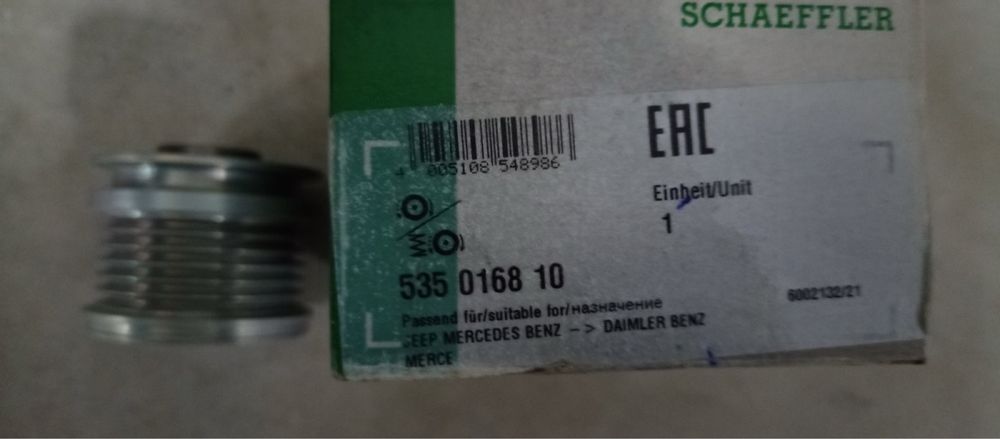 SCHAEFFLER
EAC
4 005108 548986
Einheit/Unit
1
535 0168 10
6002132/21
Passend für/suitable for/назначение
JEEP MERCEDES BENZ --> DAIMLER BENZ
MERCE